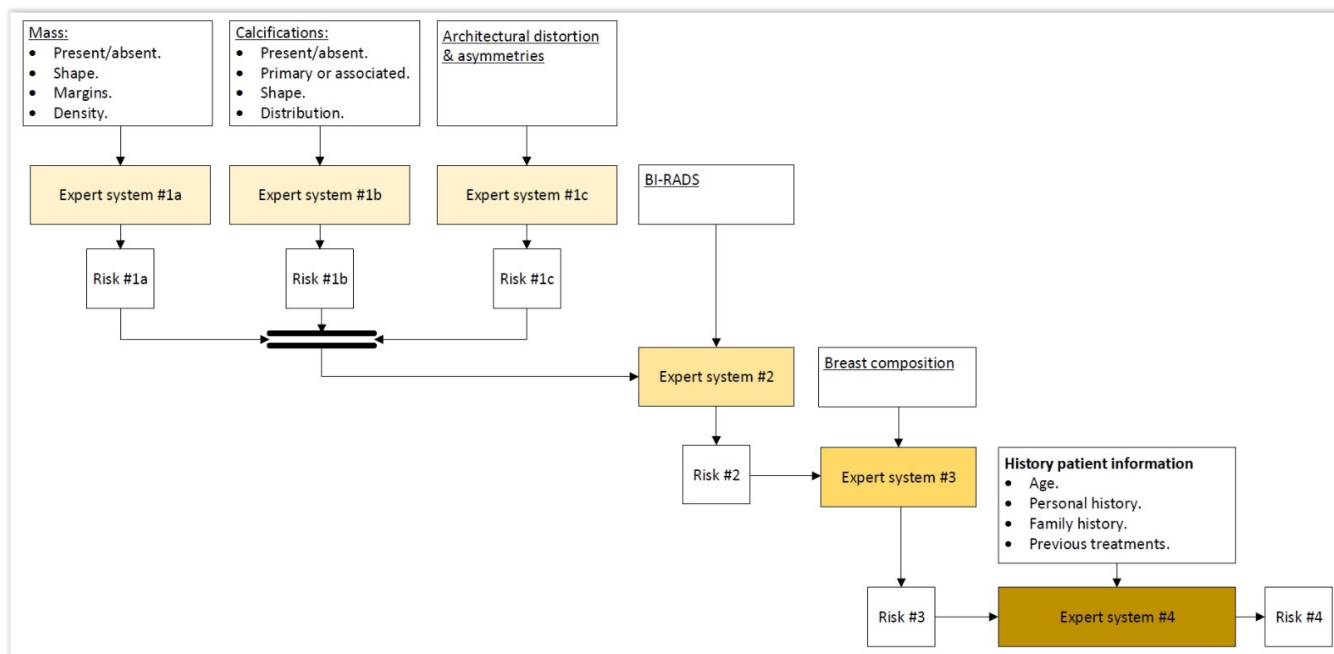 Mass:
• Present/absent.
• Shape.
• Margins.
• Density.
Calcifications:
• Present/absent.
• Primary or associated.
• Shape.
• Distribution.
Architectural distortion
& asymmetries
Expert system #1a
Expert system #1b
Expert system #1c
BI-RADS
Risk #1a
Risk #1b
Risk #1c
Expert system #2
Breast composition
Risk #2
Expert system #3
History patient information
• Age.
• Personal history.
• Family history.
• Previous treatments.
Risk #3
Expert system #4
Risk #4